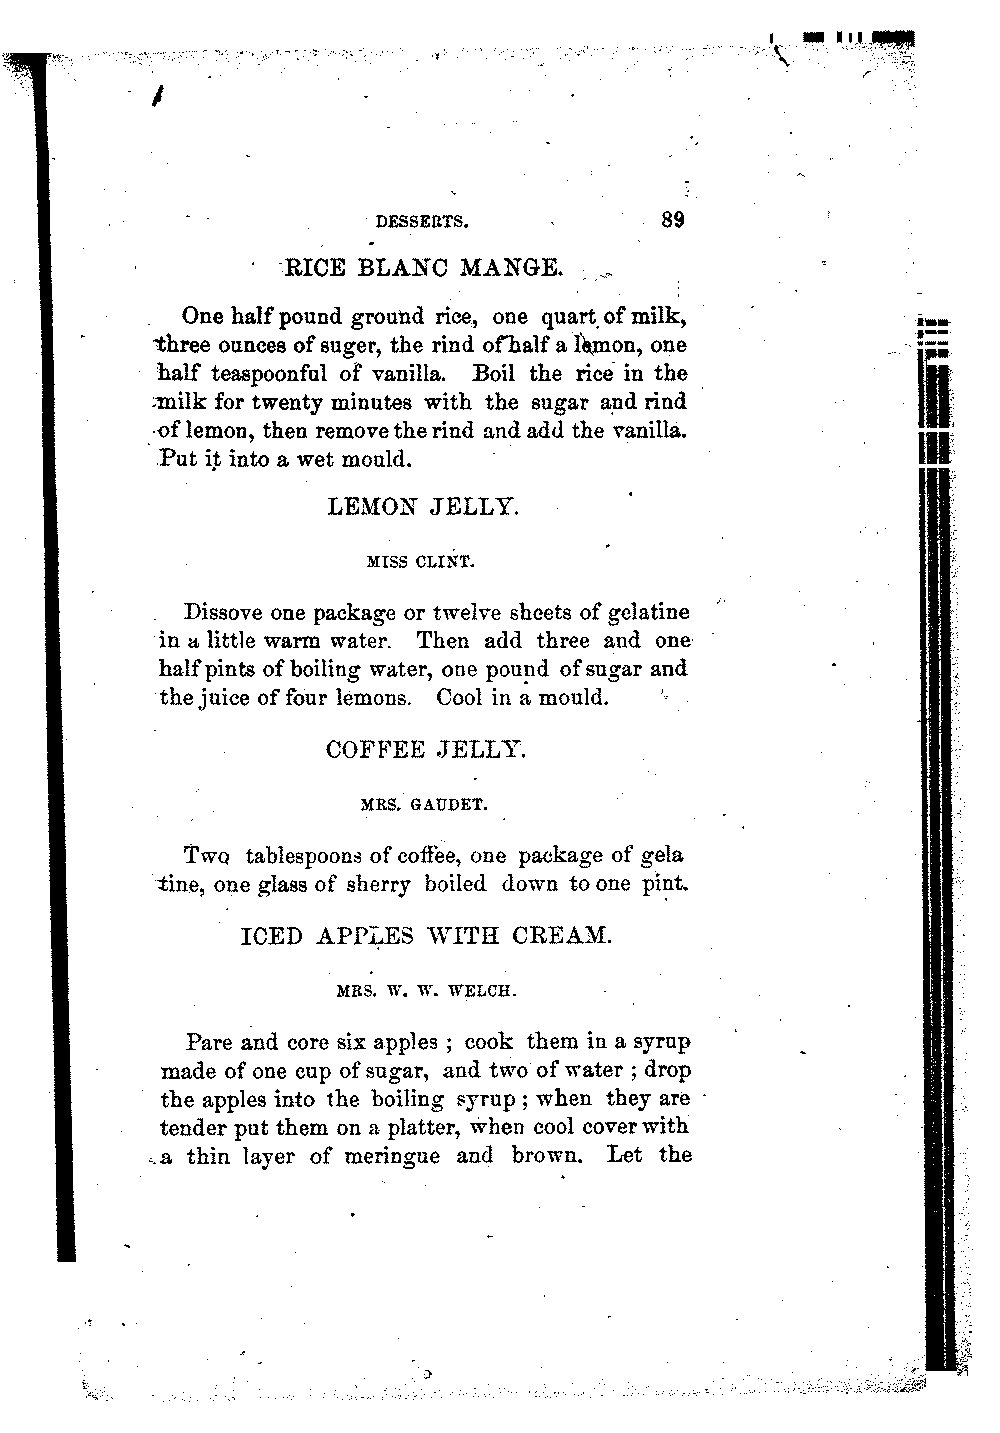 DESSERTS. 89
RICE BLANC MANGE.
One half pound ground rice, one quart of milk,
three ounces of suger, the rind of half a lemon, one
half teaspoonful of vanilla. Boil the rice in the
milk for twenty minutes with the sugar and rind
of lemon, then remove the rind and add the vanilla.
Put it into a wet mould.
LEMON JELLY.
MISS CLINT.
Dissove one package or twelve sheets of gelatine
in a little warm water. Then add three and one
half pints of boiling water, one pound of sugar and
the juice of four lemons. Cool in a mould.
COFFEE JELLY.
MRS. GAUDET.
Two tablespoons of coffee, one package of gela
tine, one glass of sherry boiled down to one pint.
ICED APPLES WITH CREAM.
MRS. W. W. WELCH.
Pare and core six apples ; cook them in a syrup
made of one cup of sugar, and two of water ; drop
the apples into the boiling syrup ; when they are
tender put them on a platter, when cool cover with
a thin layer of meringue and brown. Let the